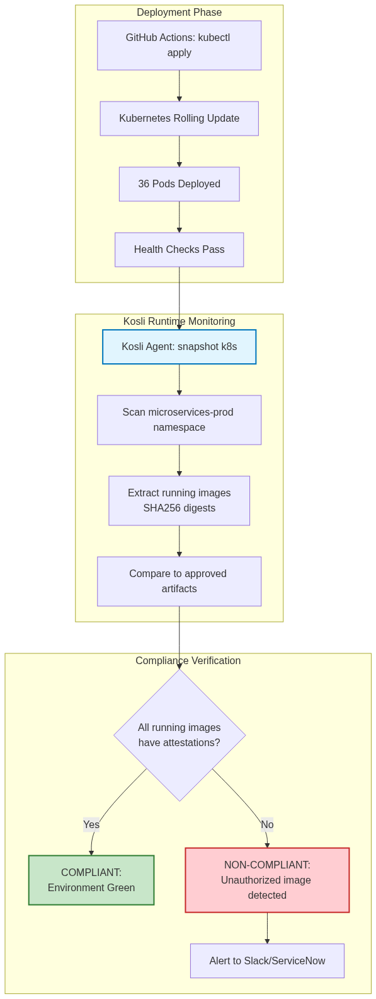 Deployment Phase
GitHub Actions: kubectl
apply
Kubernetes Rolling Update
36 Pods Deployed
Health Checks Pass
Kosli Runtime Monitoring
Kosli Agent: snapshot k8s
Scan microservices-prod
namespace
Extract running images
SHA256 digests
Compare to approved
artifacts
Compliance Verification
All running images
have attestations?
Yes
No
COMPLIANT:
Environment Green
NON-COMPLIANT:
Unauthorized image
detected
Alert to Slack/ServiceNow